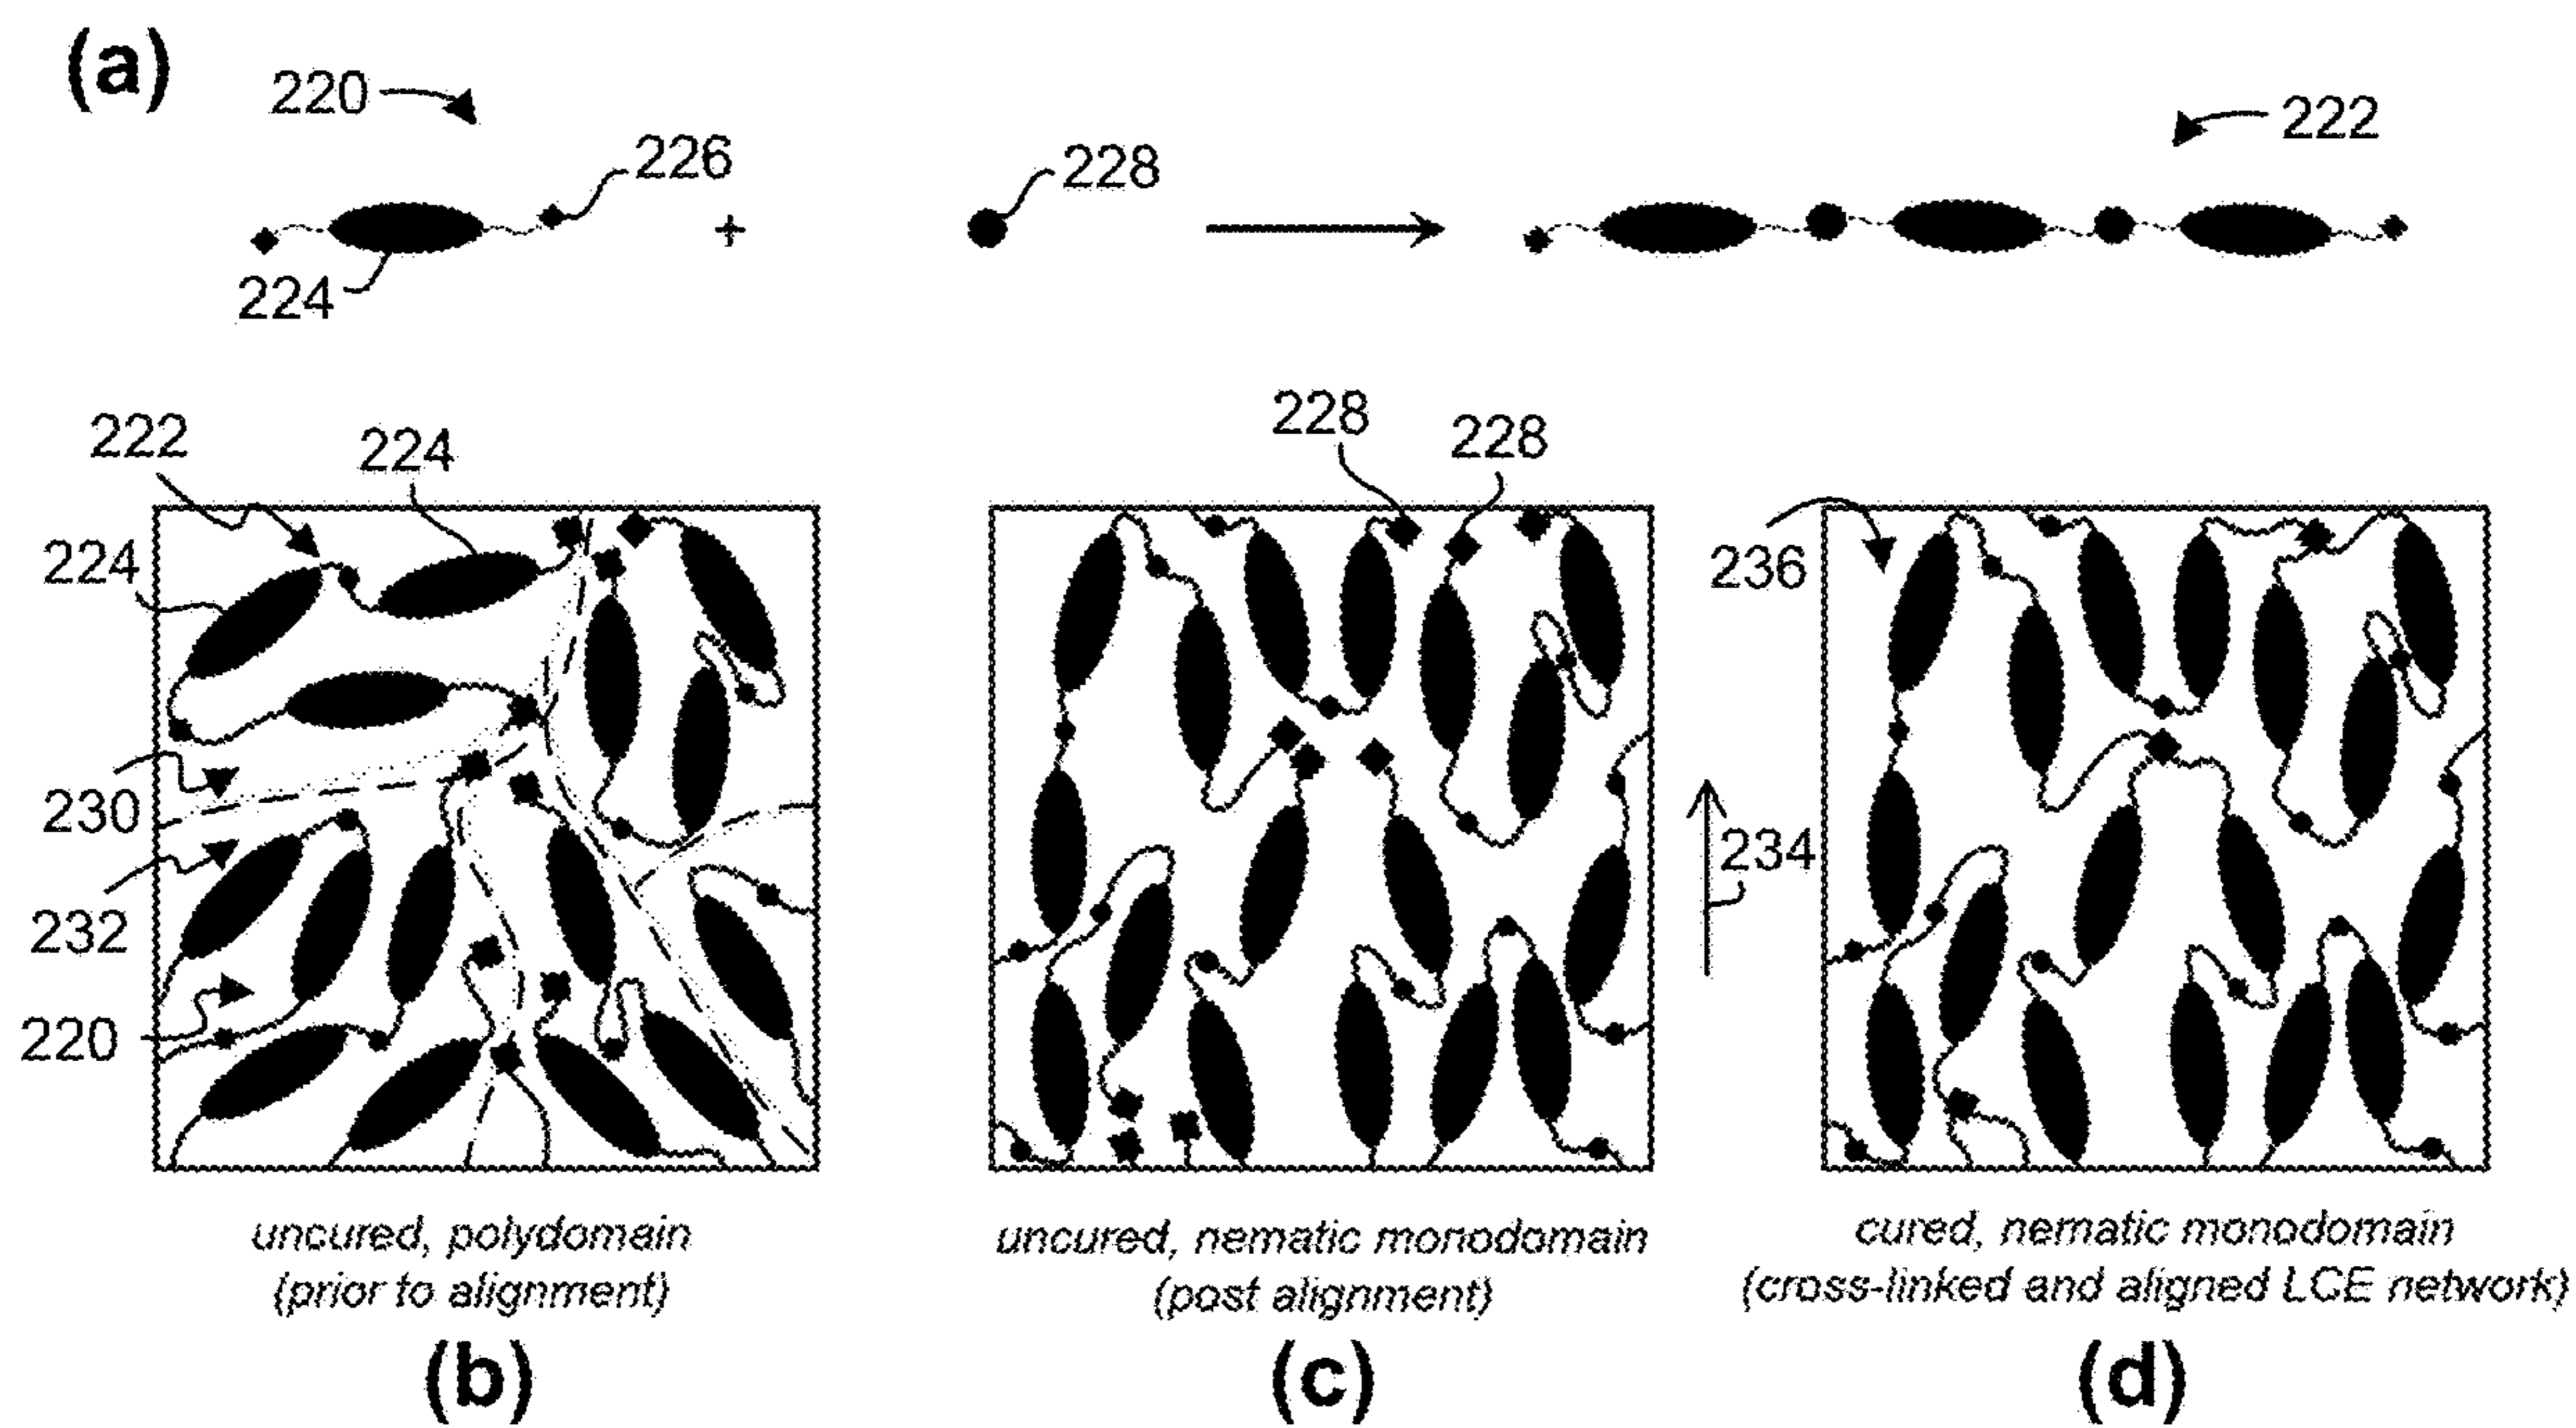 (a)
220
226
228
222
224
222
224
228
228
224
236
230
234
232
220
uncured, polydomain
(prior to alignment)
uncured, nematic monodomain
(post alignment)
cured, nematic monodomain
(cross-linked and aligned LCE network)
(b)
(c)
(d)